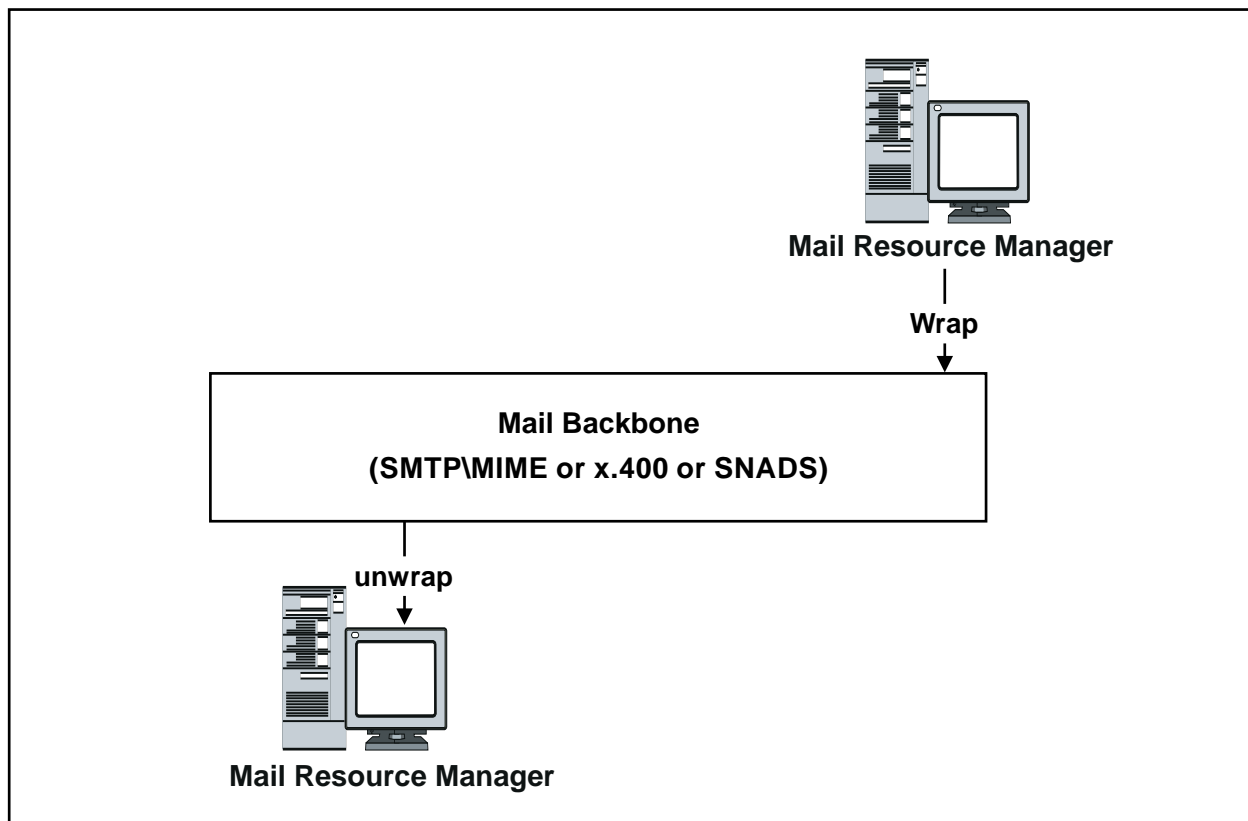 Mail Resource Manager
Wrap
Mail Backbone
(SMTP\MIME or x.400 or SNADS)
unwrap
Mail Resource Manager